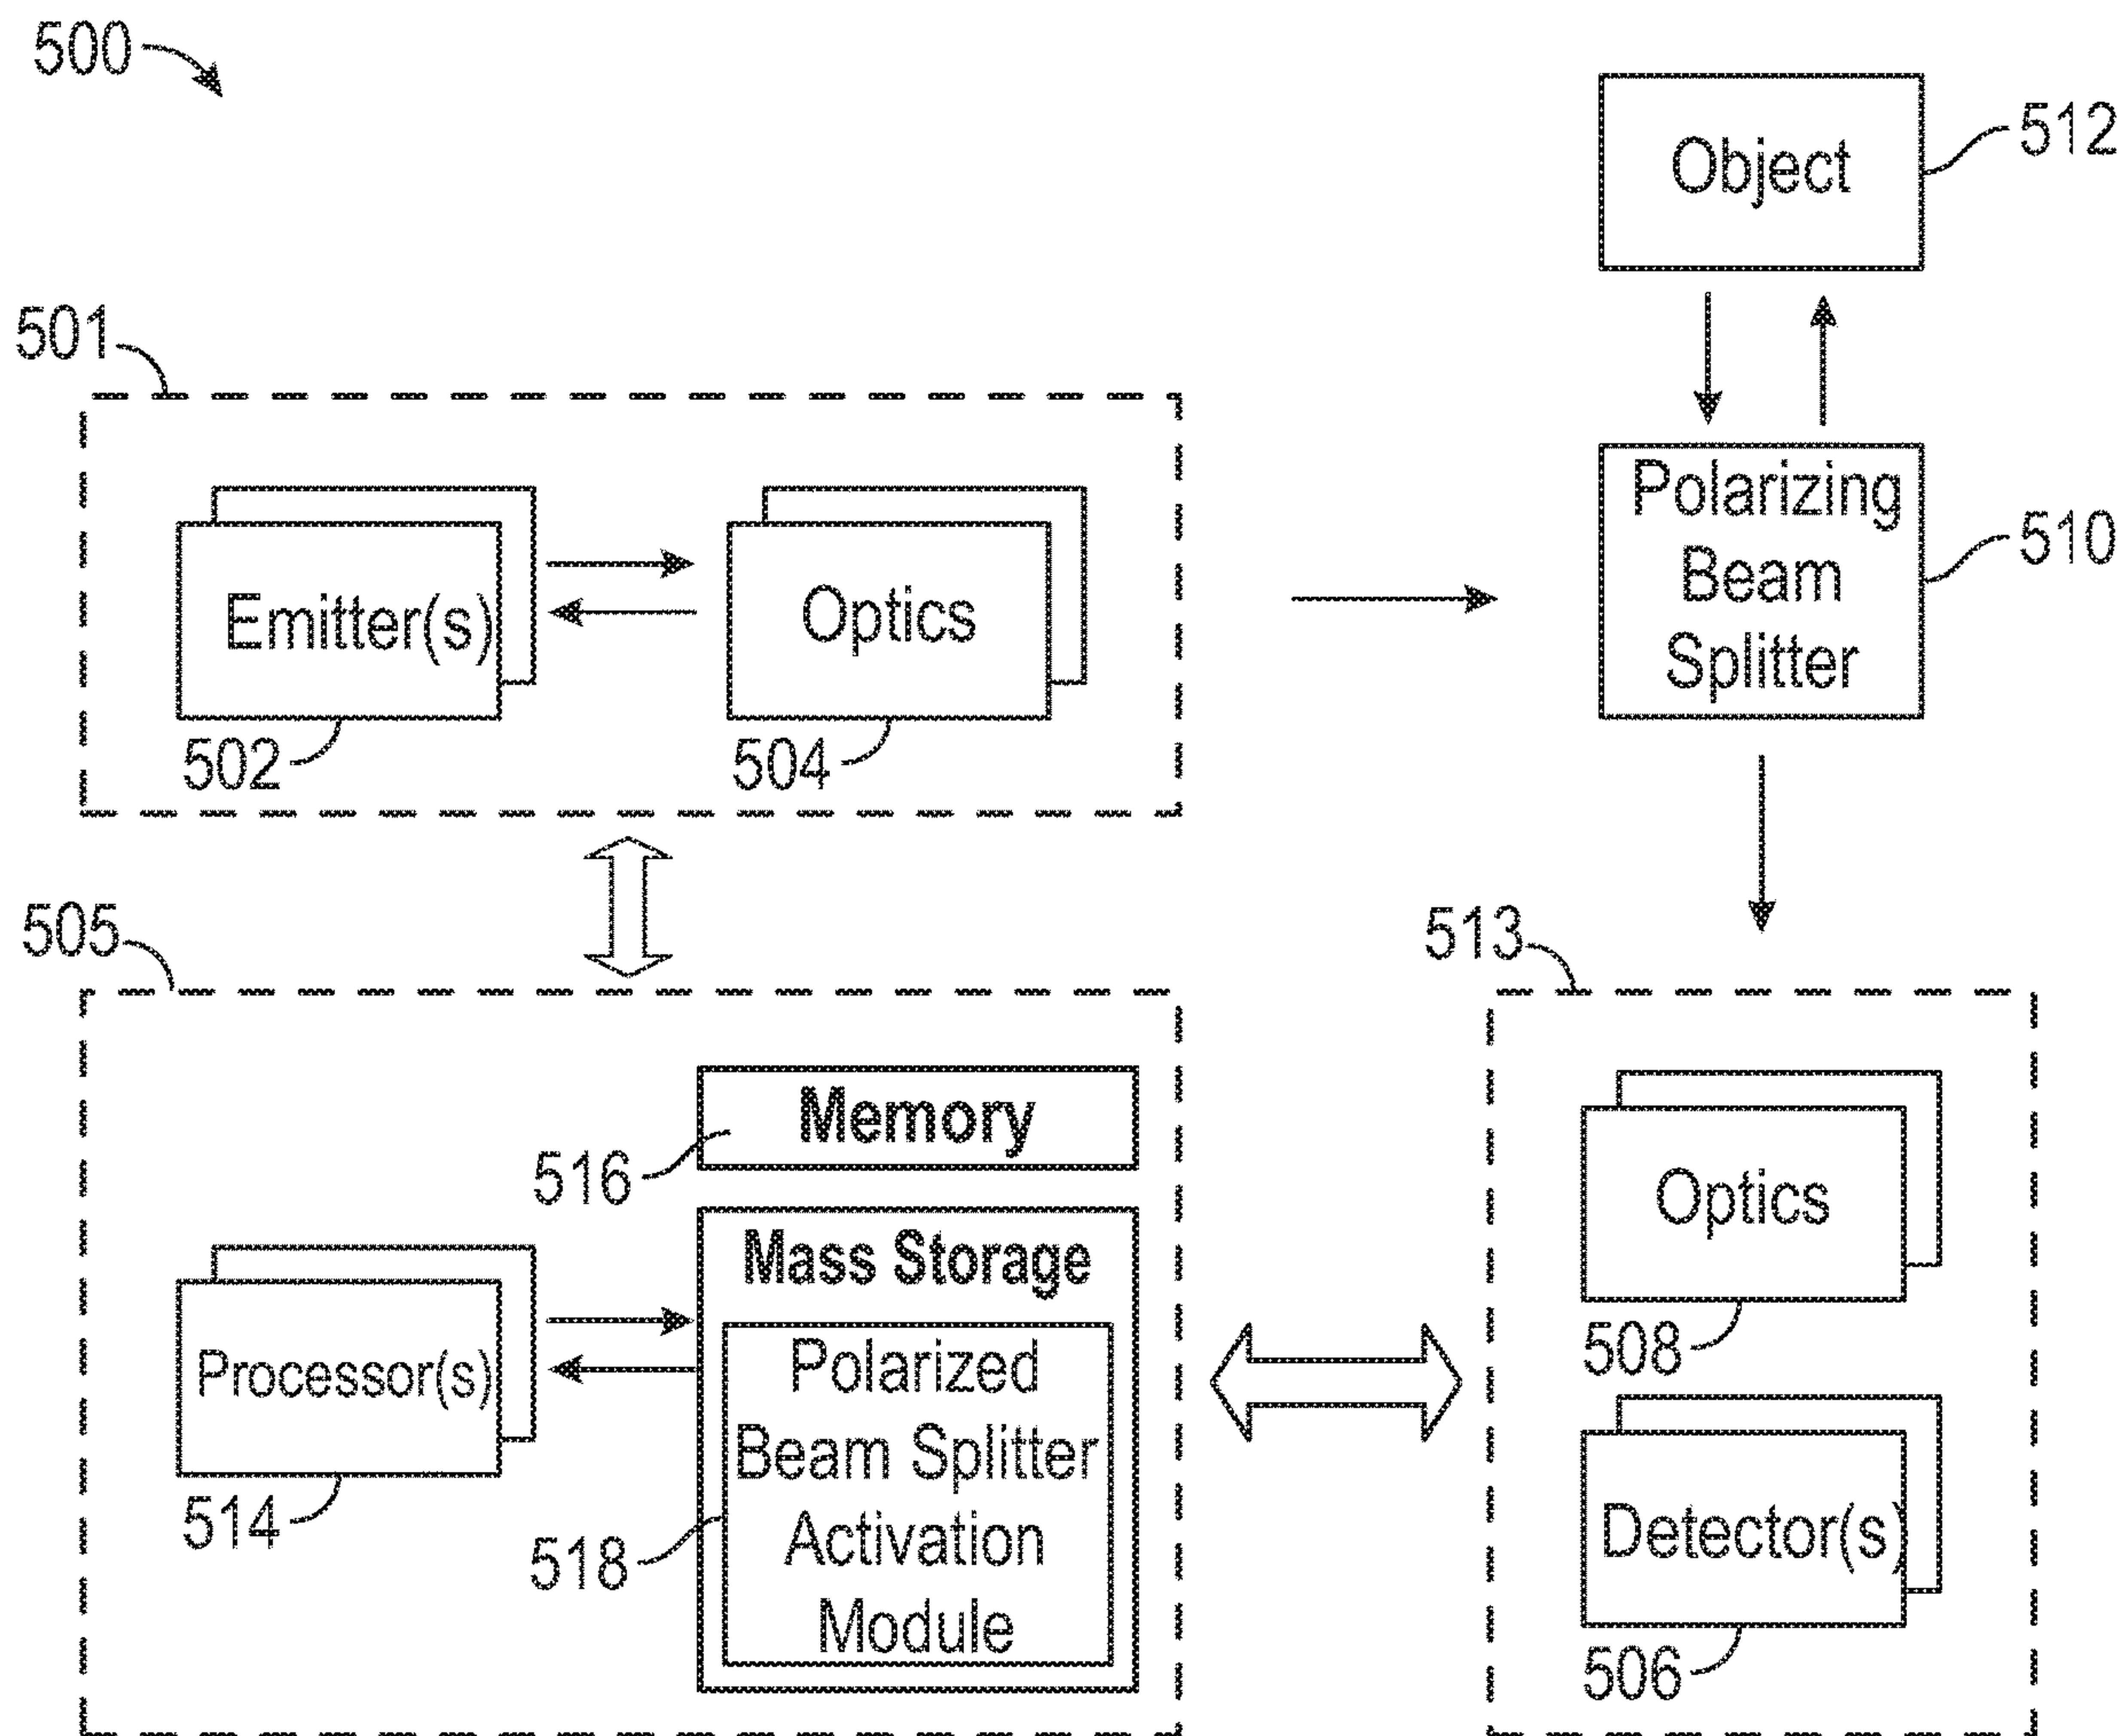 500
Object
512
501
Emitter(s)
502
Optics
504
Polarizing
Beam
Splitter
510
505
Memory
516
Mass Storage
Polarized
Beam Splitter
Activation
Module
518
Processor(s)
514
513
Optics
508
Detector(s)
506